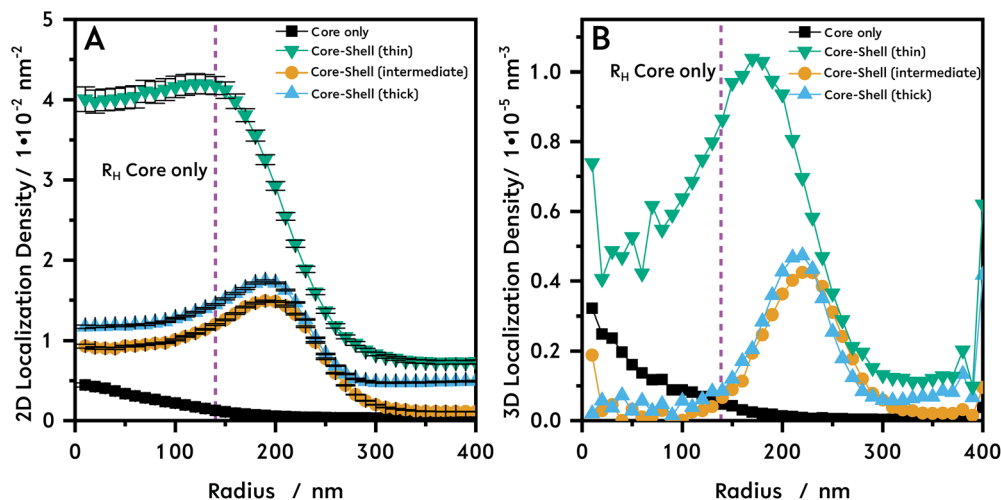 A
Core only
Core-Shell (thin)
Core-Shell (intermediate)
Core-Shell (thick)
R_H Core only
2D Localization Density/ 1•10⁻² nm⁻²
5
4
3
2
1
0
0
100
200
300
400
Radius / nm
B
Core only
Core-Shell (thin)
Core-Shell (intermediate)
Core-Shell (thick)
R_H Core only
3D Localization Density/ 1•10⁻⁵ nm⁻³
1.0
0.8
0.6
0.4
0.2
0.0
0
100
200
300
400
Radius / nm